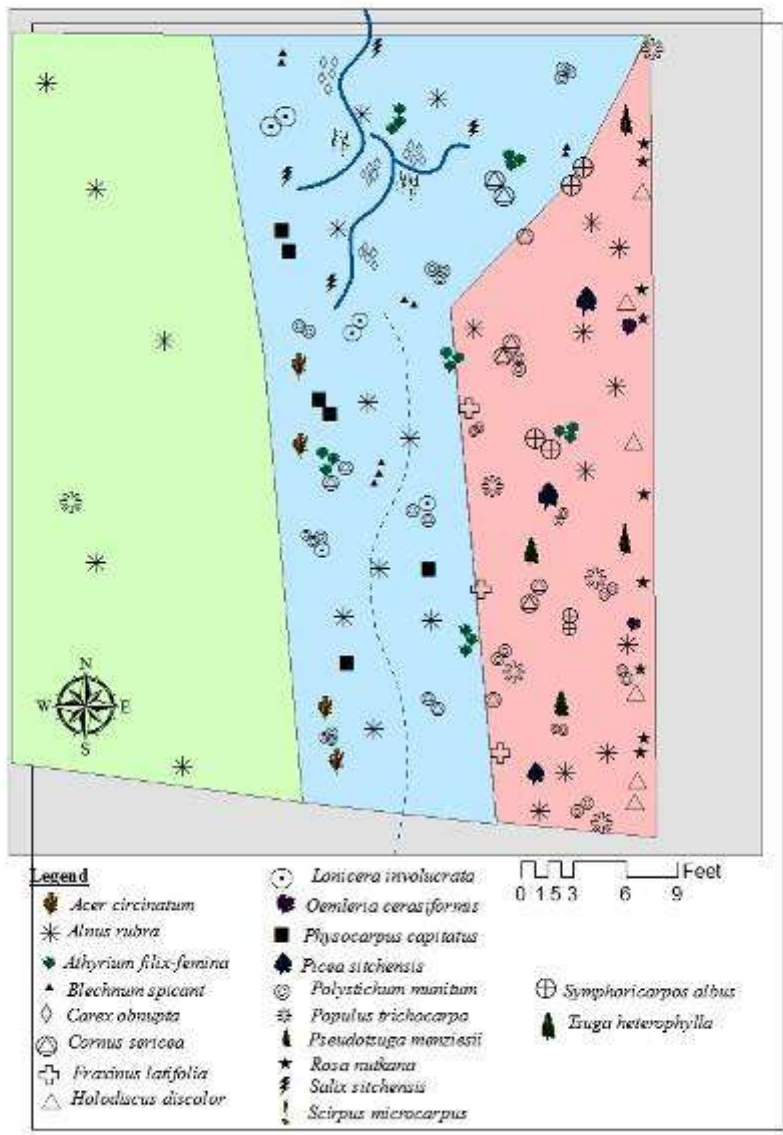 N
W E
S
Legend
Acer circinatum
Alnus rubra
Athyrium filix-femina
Blechnum spicant
Carex obnupta
Cornus sericea
Fraxinus latifolia
Holodiscus discolor
Lonicera involucrata
Oemleria cerasiformis
Physocarpus capitatus
Picea sitchensis
Polystichum munitum
Populus trichocarpa
Pseudotsuga menziesii
Rosa nutkana
Salix sitchensis
Scirpus microcarpus
Feet
0 1.5 3 6 9
Symphoricarpos albus
Tsuga heterophylla